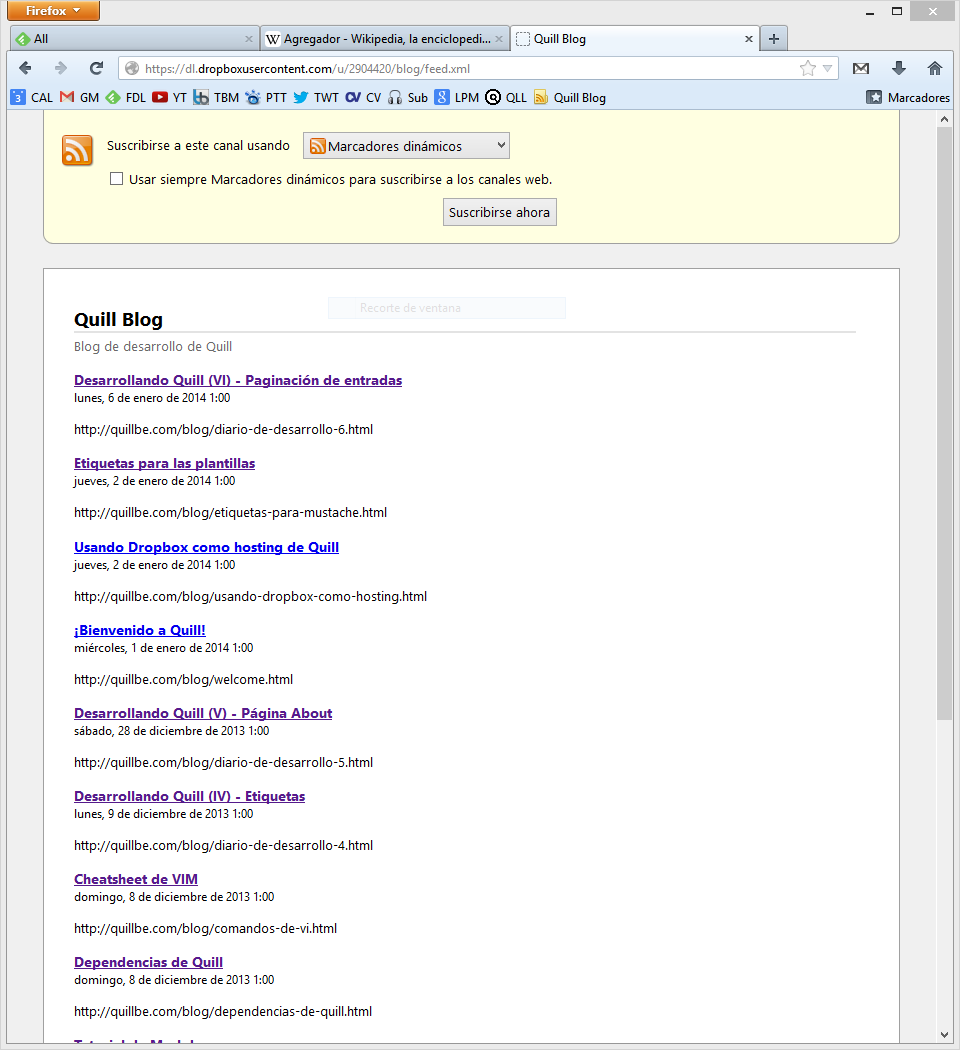 Firefox
All
Agregador - Wikipedia, la enciclopedi...
Quill Blog
https://dl.dropboxusercontent.com/u/2904420/blog/feed.xml
3 CAL GM FDL YT TBM PTT TWT CV Sub 8 LPM QLL Quill Blog Marcadores
Suscribirse a este canal usando Marcadores dinámicos
Usar siempre Marcadores dinámicos para suscribirse a los canales web.
Suscribirse ahora
Recorte de ventana
Quill Blog
Blog de desarrollo de Quill
Desarrollando Quill (VI) - Paginación de entradas
lunes, 6 de enero de 2014 1:00
http://quillbe.com/blog/diario-de-desarrollo-6.html
Etiquetas para las plantillas
jueves, 2 de enero de 2014 1:00
http://quillbe.com/blog/etiquetas-para-mustache.html
Usando Dropbox como hosting de Quill
jueves, 2 de enero de 2014 1:00
http://quillbe.com/blog/usando-dropbox-como-hosting.html
¡Bienvenido a Quill!
miércoles, 1 de enero de 2014 1:00
http://quillbe.com/blog/welcome.html
Desarrollando Quill (V) - Página About
sábado, 28 de diciembre de 2013 1:00
http://quillbe.com/blog/diario-de-desarrollo-5.html
Desarrollando Quill (IV) - Etiquetas
lunes, 9 de diciembre de 2013 1:00
http://quillbe.com/blog/diario-de-desarrollo-4.html
Cheatsheet de VIM
domingo, 8 de diciembre de 2013 1:00
http://quillbe.com/blog/comandos-de-vi.html
Dependencias de Quill
domingo, 8 de diciembre de 2013 1:00
http://quillbe.com/blog/dependencias-de-quill.html